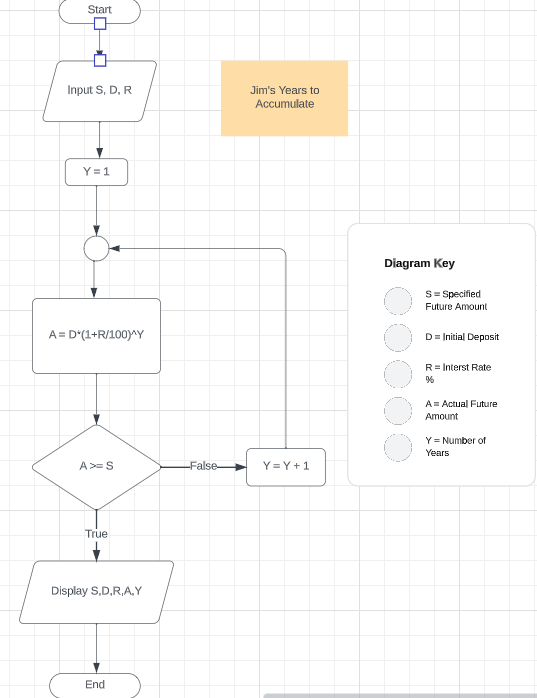 Start
Input S, D, R
Jim's Years to
Accumulate
Y = 1
A = D*(1+R/100)^Y
A >= S
False
Y = Y + 1
True
Display S,D,R,A,Y
End
Diagram Key
S = Specified
Future Amount
D = Initial Deposit
R = Interst Rate
%
A = Actual Future
Amount
Y = Number of
Years